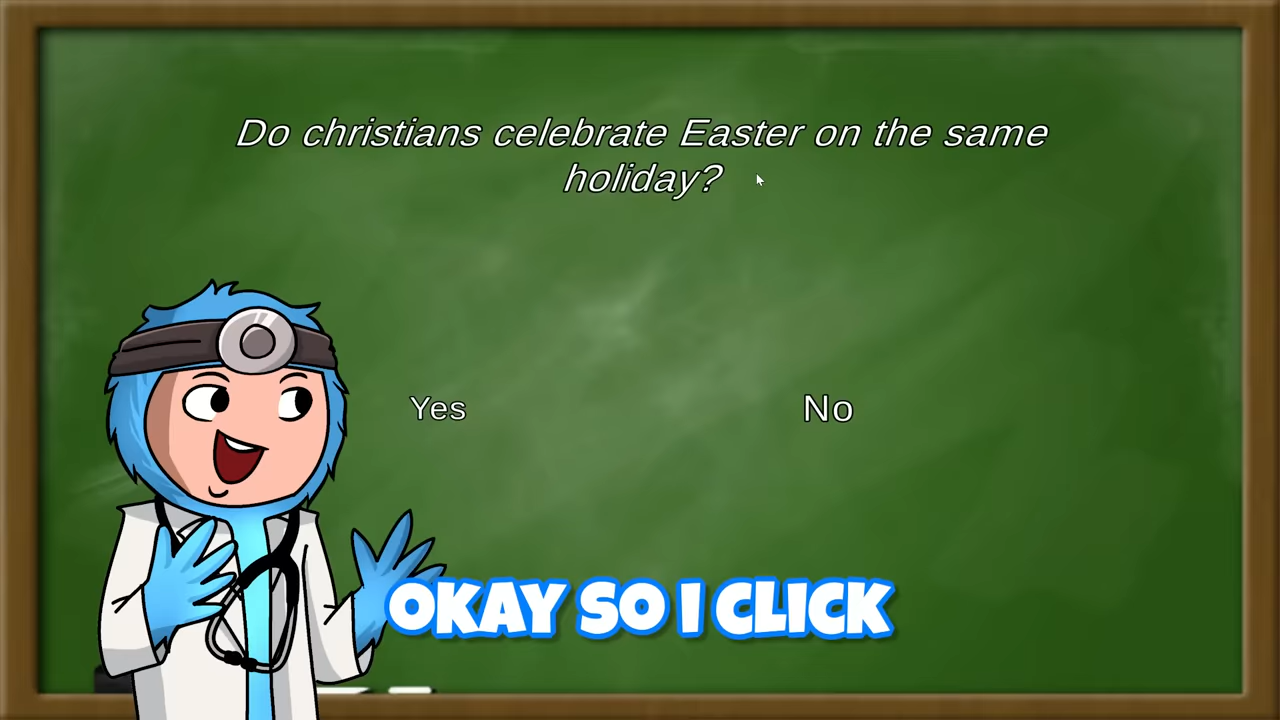 Do christians celebrate Easter on the same
holiday?
Yes
No
OKAY SO I CLICK